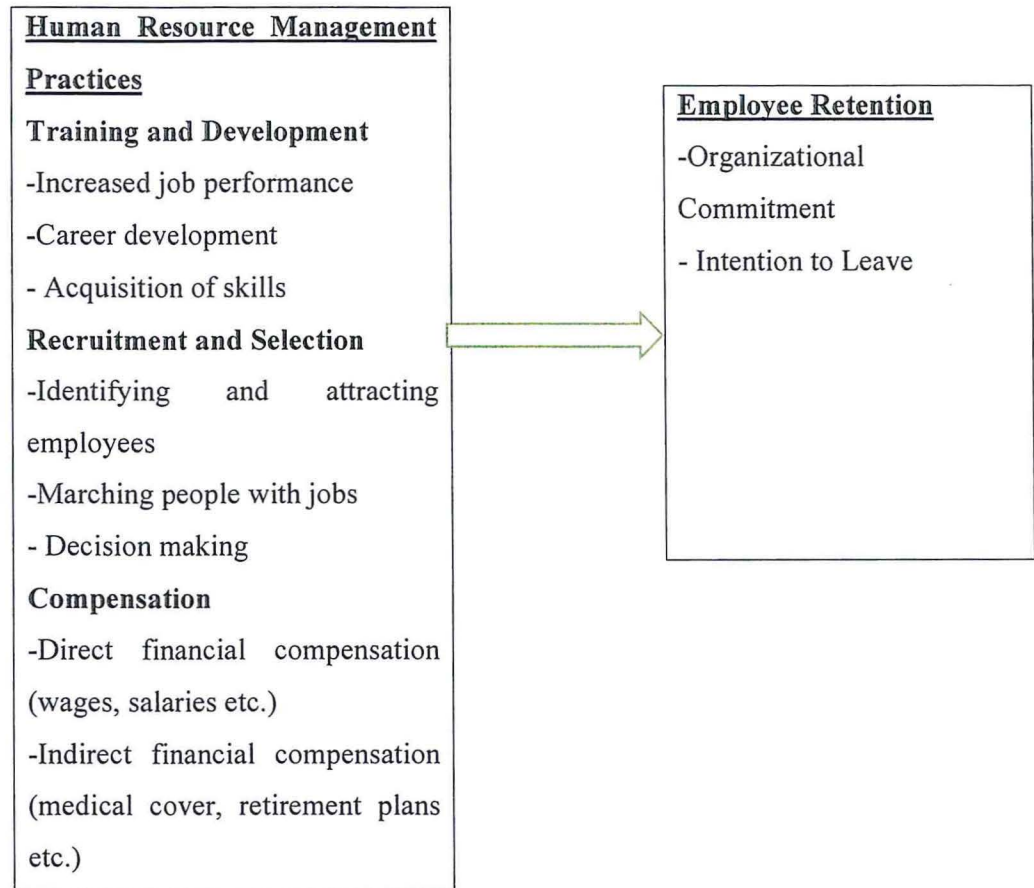 Human Resource Management
Practices
Training and Development
-Increased job performance
-Career development
- Acquisition of skills
Recruitment and Selection
-Identifying and attracting
employees
-Marching people with jobs
- Decision making
Compensation
-Direct financial compensation
(wages, salaries etc.)
-Indirect financial compensation
(medical cover, retirement plans
etc.)
Employee Retention
-Organizational
Commitment
- Intention to Leave